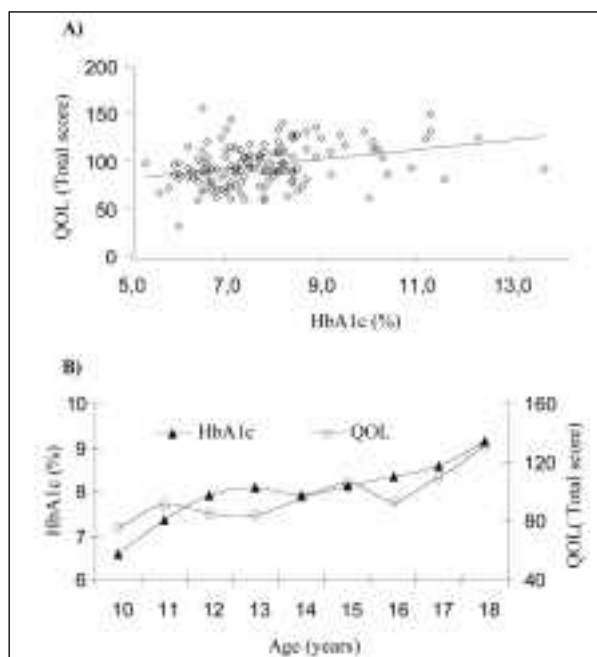 A)
QOL (Total score)
200
150
100
50
0
5,0 7,0 9,0 11,0 13,0
HbA1c (%)
B)
HbA1c (%)
10
9
8
7
6
HbA1c QOL
160
120
80
40
QOL( Total score)
10 11 12 13 14 15 16 17 18
Age (years)